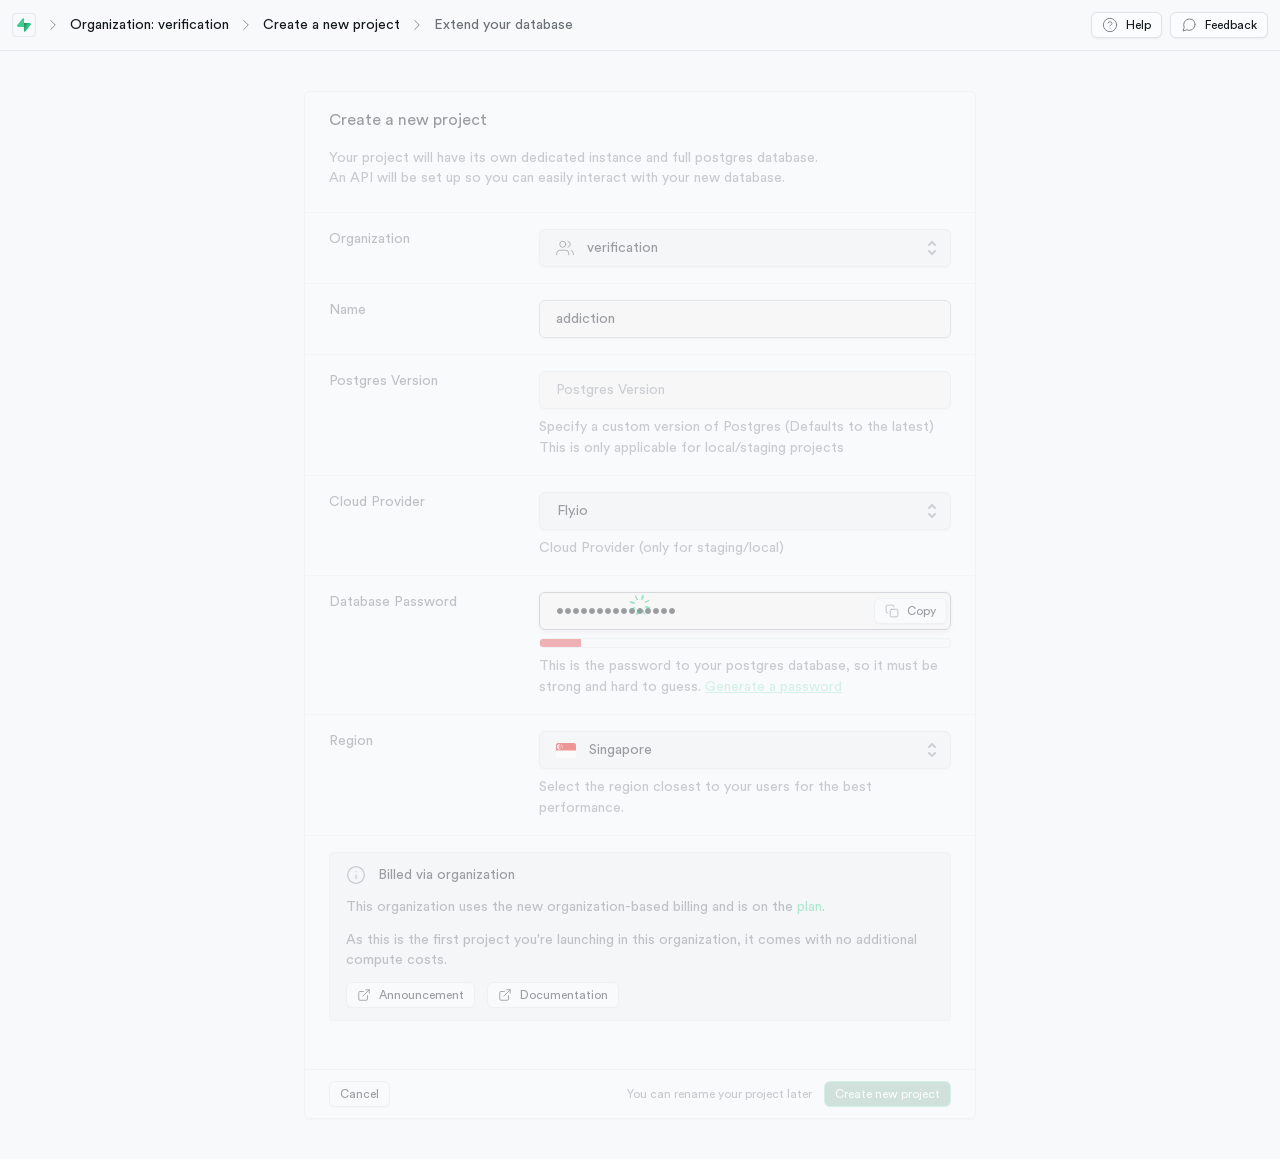 Organization: verification
Create a new project
Extend your database
Help
Feedback
Create a new project
Your project will have its own dedicated instance and full postgres database.
An API will be set up so you can easily interact with your new database.
Organization
verification
Name
addiction
Postgres Version
Postgres Version
Specify a custom version of Postgres (Defaults to the latest)
This is only applicable for local/staging projects
Cloud Provider
Fly.io
Cloud Provider (only for staging/local)
Database Password
•••••••••••••••
Copy
This is the password to your postgres database, so it must be
strong and hard to guess. Generate a password
Region
Singapore
Select the region closest to your users for the best
performance.
Billed via organization
This organization uses the new organization-based billing and is on the plan.
As this is the first project you're launching in this organization, it comes with no additional
compute costs.
Announcement
Documentation
Cancel
You can rename your project later
Create new project